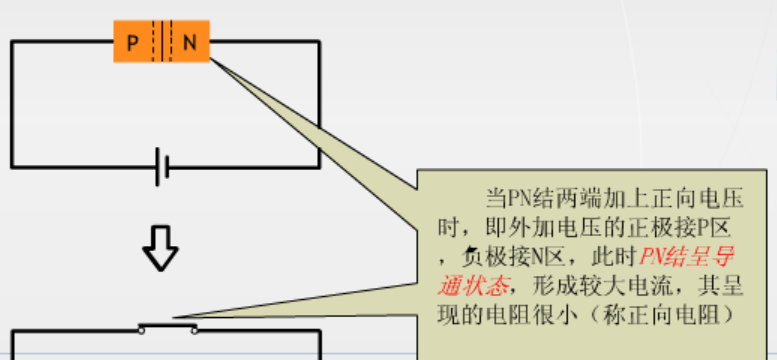 P N
当PN结两端加上正向电压
时，即外加电压的正极接P区
，负极接N区，此时PN结呈导
通状态，形成较大电流，其呈
现的电阻很小（称正向电阻）